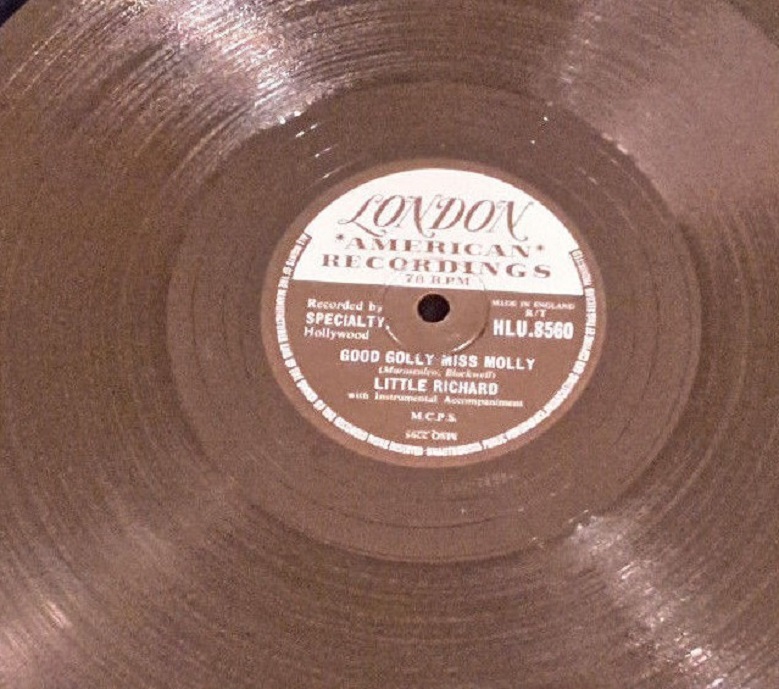 LONDON
*AMERICAN*
RECORDINGS
78 RPM
Recorded by
SPECIALTY,
Hollywood
MADE IN ENGLAND
R/T
HLU.8560
GOOD GOLLY MISS MOLLY
(Marascalco, Blackwell)
LITTLE RICHARD
with Instrumental Accompaniment
M.C.P.S.